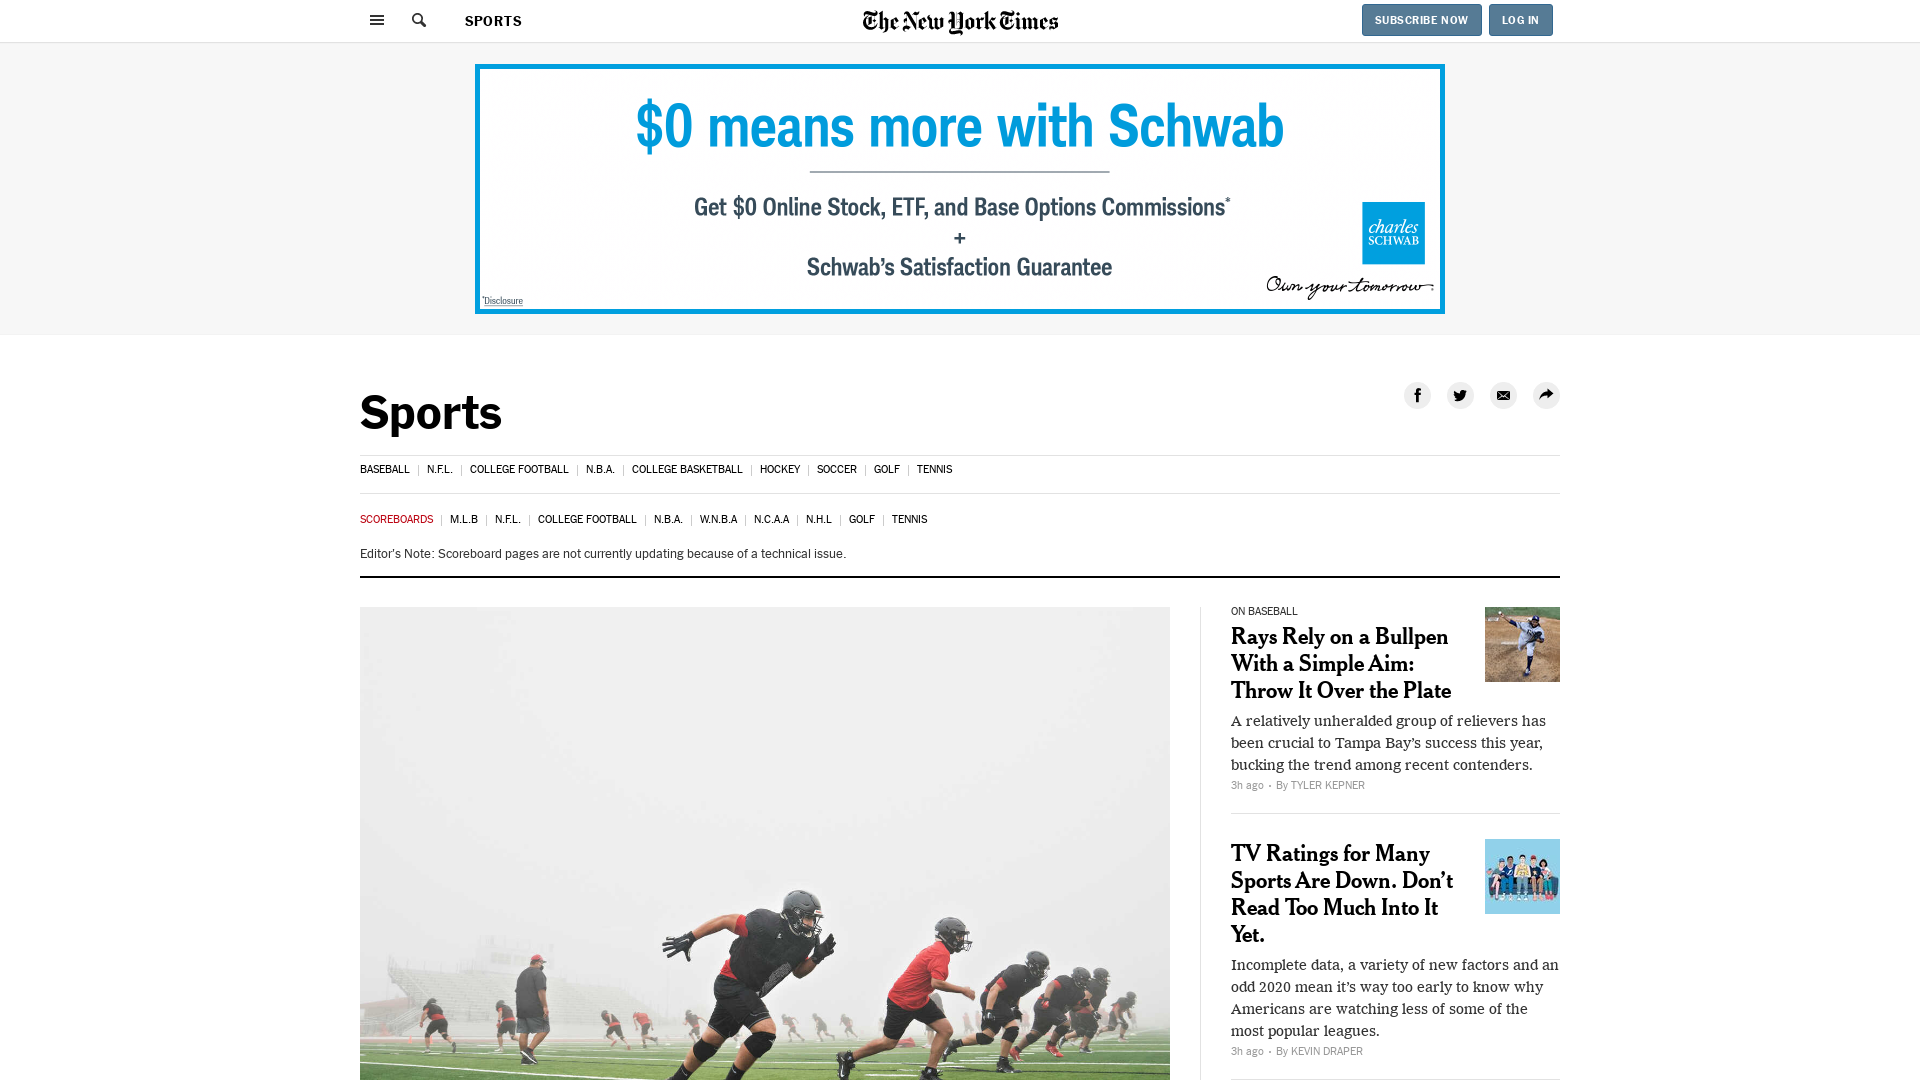 SPORTS
The New York Times
SUBSCRIBE NOW
LOG IN
$0 means more with Schwab
Get $0 Online Stock, ETF, and Base Options Commissions*
+
Schwab’s Satisfaction Guarantee
charles
SCHWAB
Own your tomorrow.
*Disclosure
Sports
BASEBALL
N.F.L.
COLLEGE FOOTBALL
N.B.A.
COLLEGE BASKETBALL
HOCKEY
SOCCER
GOLF
TENNIS
SCOREBOARDS
M.L.B
N.F.L.
COLLEGE FOOTBALL
N.B.A.
W.N.B.A
N.C.A.A
N.H.L
GOLF
TENNIS
Editor's Note: Scoreboard pages are not currently updating because of a technical issue.
ON BASEBALL
Rays Rely on a Bullpen
With a Simple Aim:
Throw It Over the Plate
A relatively unheralded group of relievers has
been crucial to Tampa Bay’s success this year,
bucking the trend among recent contenders.
3h ago • By TYLER KEPNER
TV Ratings for Many
Sports Are Down. Don’t
Read Too Much Into It
Yet.
Incomplete data, a variety of new factors and an
odd 2020 mean it’s way too early to know why
Americans are watching less of some of the
most popular leagues.
3h ago • By KEVIN DRAPER